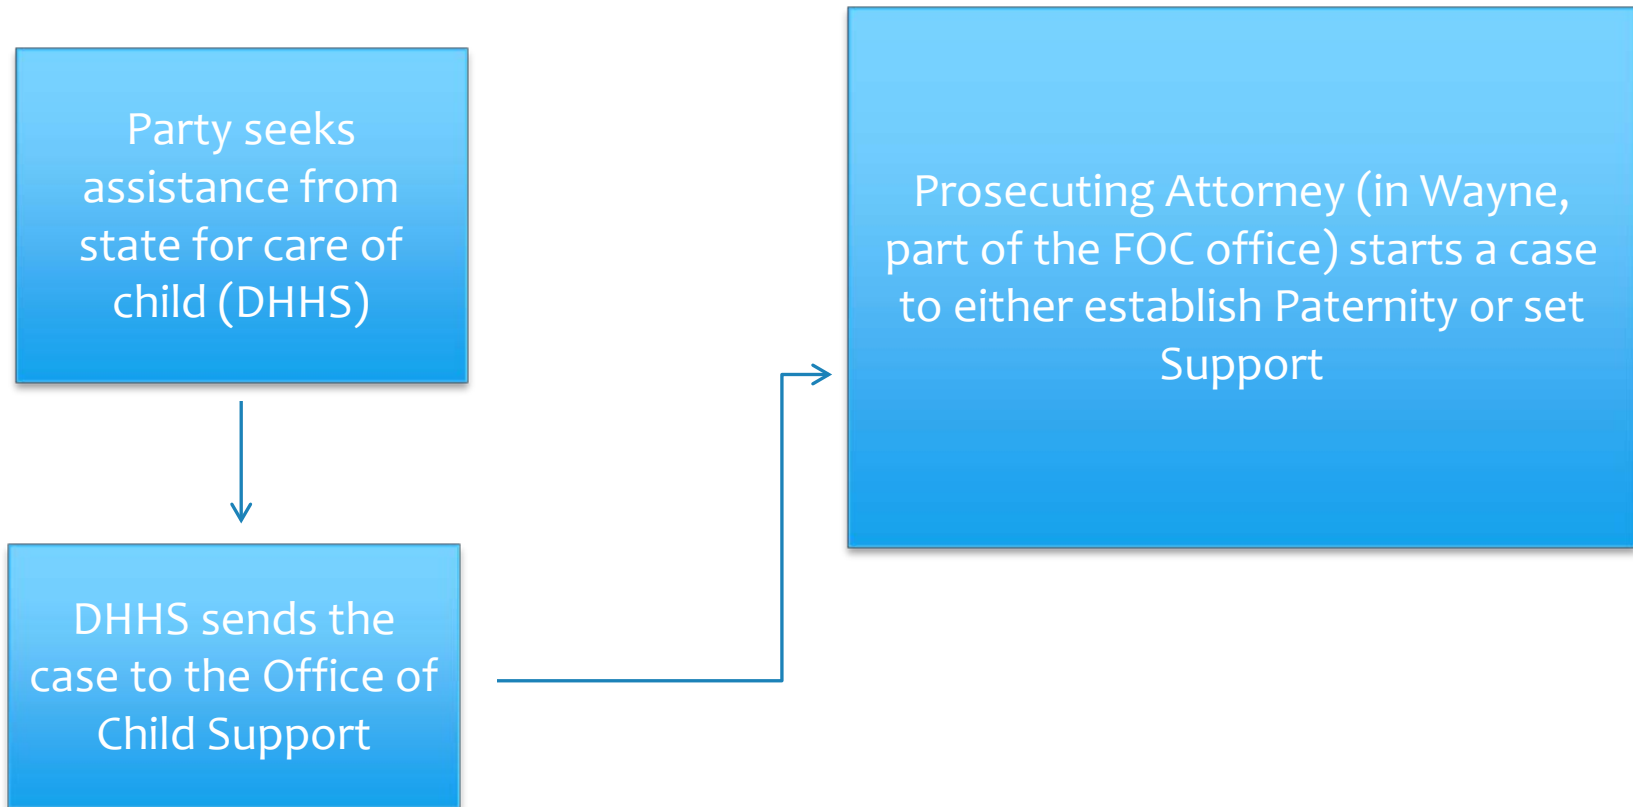 Party seeks
assistance from
state for care of
child (DHHS)
DHHS sends the
case to the Office of
Child Support
Prosecuting Attorney (in Wayne,
part of the FOC office) starts a case
to either establish Paternity or set
Support